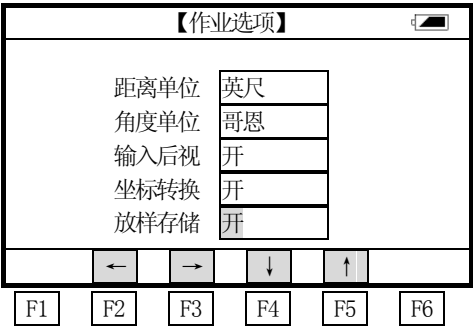 【作业选项】
距离单位 英尺
角度单位 哥恩
输入后视 开
坐标转换 开
放样存储 开
← → ↓ ↑
F1 F2 F3 F4 F5 F6